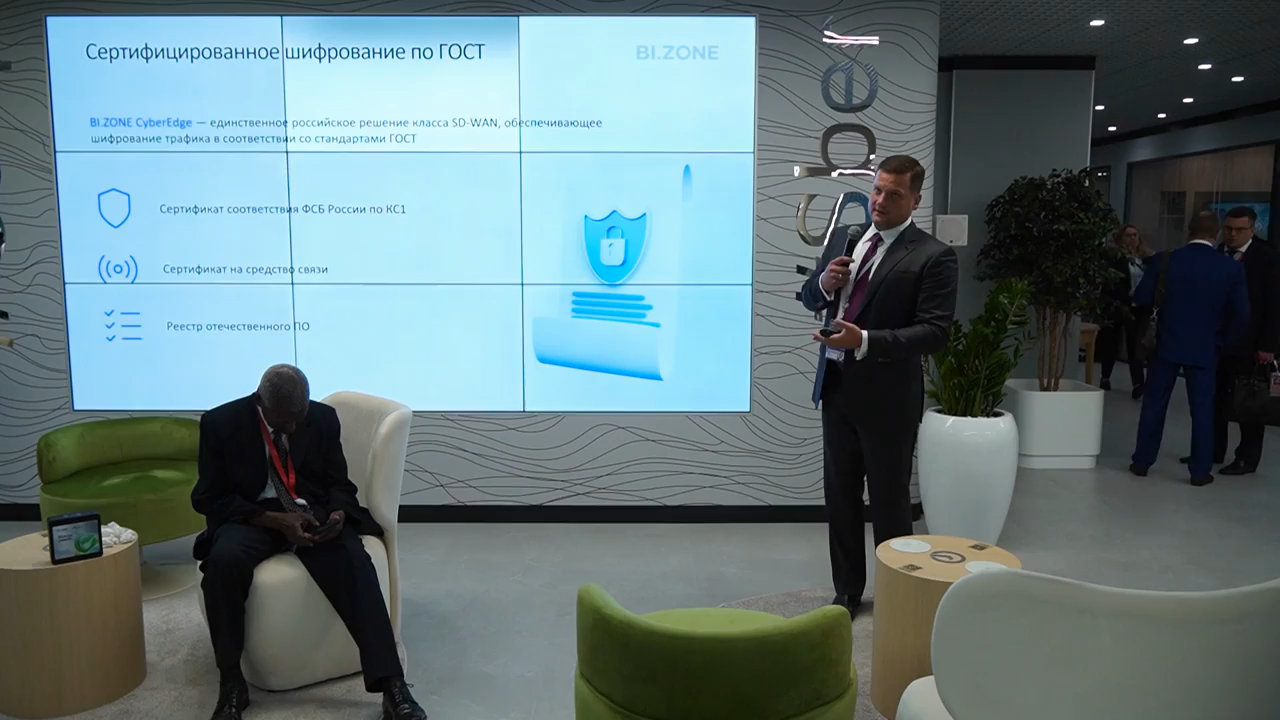 Сертифицированное шифрование по ГОСТ
BI.ZONE
BI.ZONE CyberEdge — единственное российское решение класса SD-WAN, обеспечивающее
шифрование трафика в соответствии со стандартами ГОСТ
Сертификат соответствия ФСБ России по КС1
Сертификат на средство связи
Реестр отечественного ПО